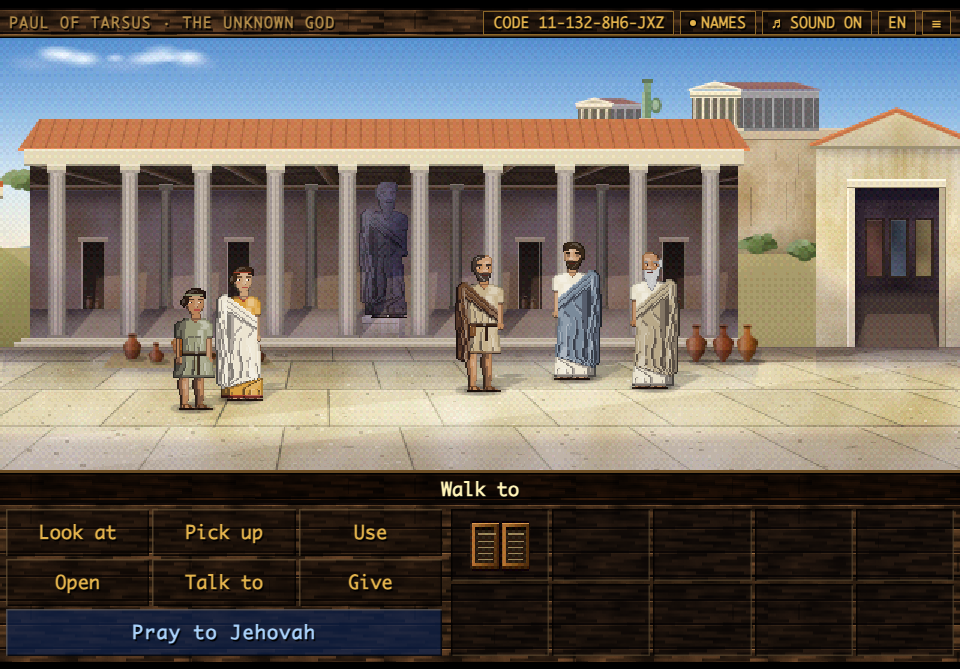 PAUL OF TARSUS · THE UNKNOWN GOD
CODE 11-132-8H6-JXZ
• NAMES
♬ SOUND ON
EN
≡
Walk to
Look at
Pick up
Use
Open
Talk to
Give
Pray to Jehovah